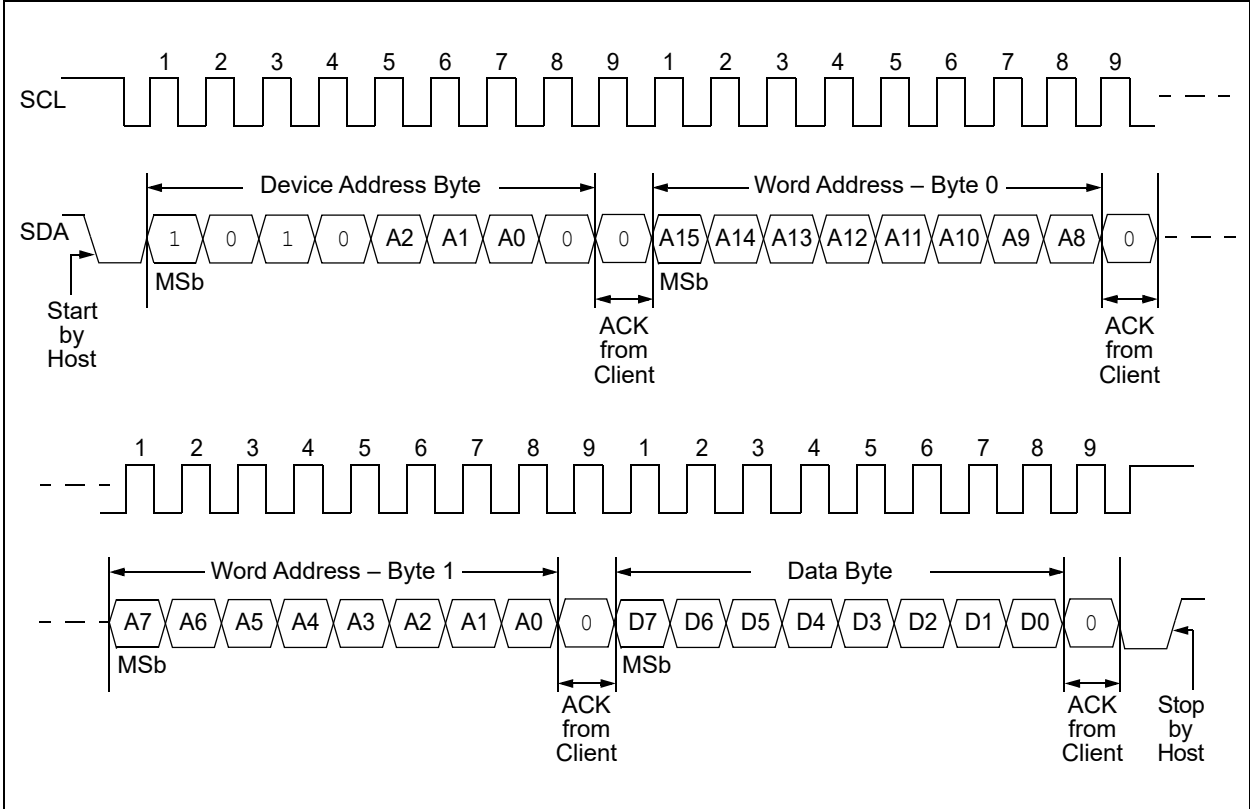 1 2 3 4 5 6 7 8 9 1 2 3 4 5 6 7 8 9
SCL
Device Address Byte
Word Address – Byte 0
SDA
1 0 1 0 A2 A1 A0 0 0 A15 A14 A13 A12 A11 A10 A9 A8 0
MSb
MSb
Start
by
Host
ACK
from
Client
ACK
from
Client
1 2 3 4 5 6 7 8 9 1 2 3 4 5 6 7 8 9
Word Address – Byte 1
Data Byte
A7 A6 A5 A4 A3 A2 A1 A0 0 D7 D6 D5 D4 D3 D2 D1 D0 0
MSb
MSb
ACK
from
Client
ACK
from
Client
Stop
by
Host